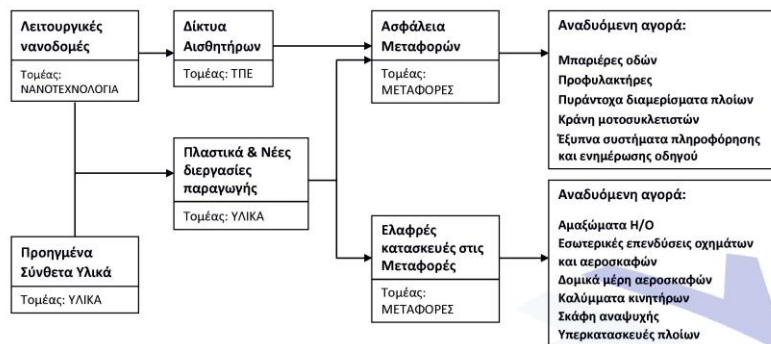 Λειτουργικές
νανοδομές
Τομέας:
ΝΑΝΟΤΕΧΝΟΛΟΓΙΑ
Δίκτυα
Αισθητήρων
Τομέας: ΤΠΕ
Ασφάλεια
Μεταφορών
Τομέας:
ΜΕΤΑΦΟΡΕΣ
Αναδυόμενη αγορά:
Μπαριέρες οδών
Προφυλακτήρες
Πυράντοχα διαμερίσματα πλοίων
Κράνη μοτοσυκλετιστών
Έξυπνα συστήματα πληροφόρησης
και ενημέρωσης οδηγού
Πλαστικά & Νέες
διεργασίες
παραγωγής
Τομέας: ΥΛΙΚΑ
Προηγμένα
Σύνθετα Υλικά
Τομέας: ΥΛΙΚΑ
Ελαφρές
κατασκευές στις
Μεταφορές
Τομέας:
ΜΕΤΑΦΟΡΕΣ
Αναδυόμενη αγορά:
Αμαξώματα Η/Ο
Εσωτερικές επενδύσεις οχημάτων
και αεροσκαφών
Δομικά μέρη αεροσκαφών
Καλύμματα κινητήρων
Σκάφη αναψυχής
Υπερκατασκευές πλοίων